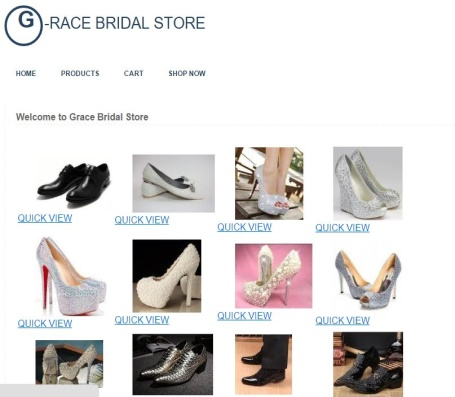 G-RACE BRIDAL STORE
HOME PRODUCTS CART SHOP NOW
Welcome to Grace Bridal Store
QUICK VIEW QUICK VIEW QUICK VIEW QUICK VIEW
QUICK VIEW QUICK VIEW QUICK VIEW QUICK VIEW